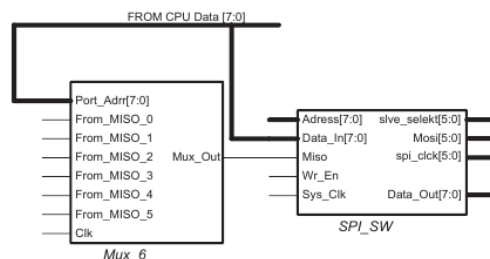 FROM CPU Data [7:0]
Port_Adrr[7:0]
From_MISO_0
From_MISO_1
From_MISO_2
From_MISO_3
From_MISO_4
From_MISO_5
Clk
Mux_Out
Mux_6
Adress[7:0]
Data_In[7:0]
Miso
Wr_En
Sys_Clk
slve_selekt[5:0]
Mosi[5:0]
spi_clck[5:0]
Data_Out[7:0]
SPI_SW